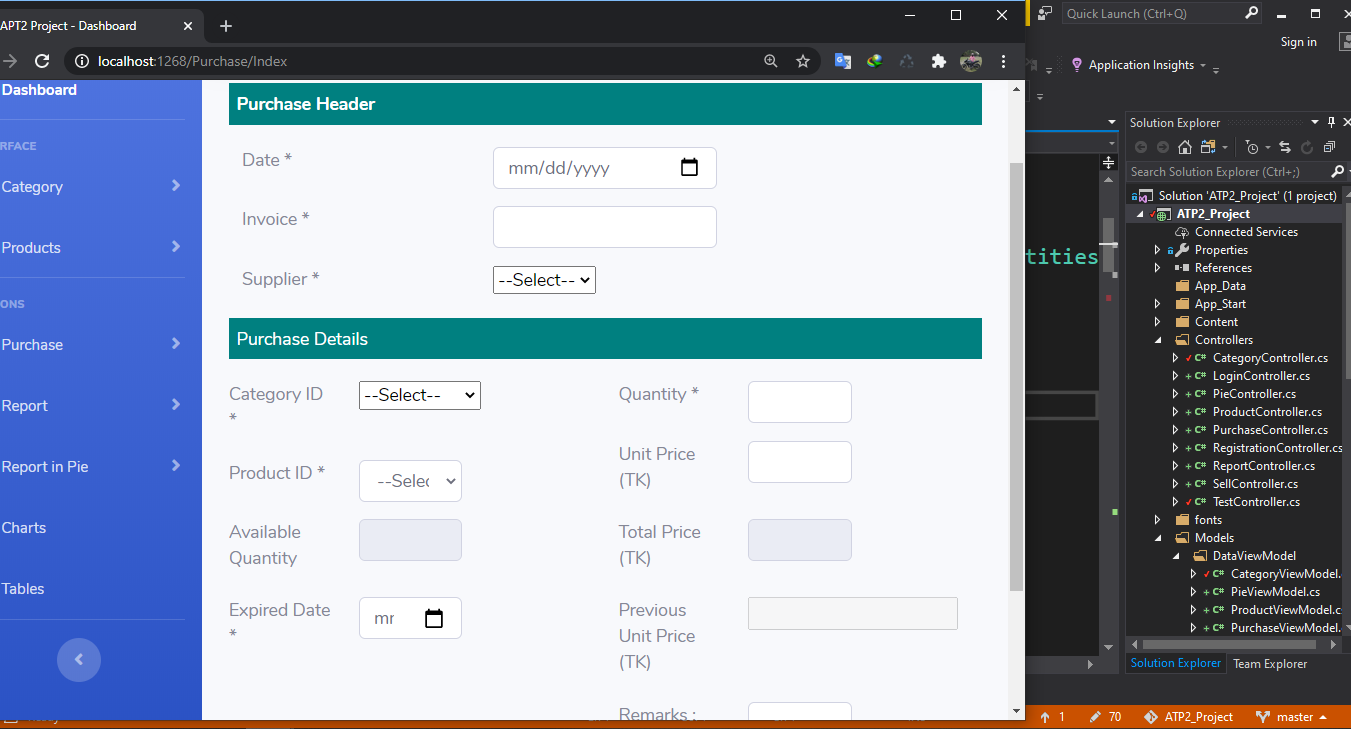 APT2 Project - Dashboard
localhost:1268/Purchase/Index
Dashboard
RFACE
Category
Products
ONS
Purchase
Report
Report in Pie
Charts
Tables
Purchase Header
Date *
mm/dd/yyyy
Invoice *
Supplier *
--Select--
Purchase Details
Category ID
*
--Select--
Product ID *
--Selec
Available
Quantity
Expired Date
*
mr
Quantity *
Unit Price
(TK)
Total Price
(TK)
Previous
Unit Price
(TK)
Remarks :
Quick Launch (Ctrl+Q)
Sign in
Application Insights
tities
Solution Explorer
Search Solution Explorer (Ctrl+;)
Solution 'ATP2_Project' (1 project)
ATP2_Project
Connected Services
Properties
References
App_Data
App_Start
Content
Controllers
C# CategoryController.cs
C# LoginController.cs
C# PieController.cs
C# ProductController.cs
C# PurchaseController.cs
C# RegistrationController.cs
C# ReportController.cs
C# SellController.cs
C# TestController.cs
fonts
Models
DataViewModel
C# CategoryViewModel.
C# PieViewModel.cs
C# ProductViewModel.c
C# PurchaseViewModel.
Solution Explorer
Team Explorer
1
70
ATP2_Project
master